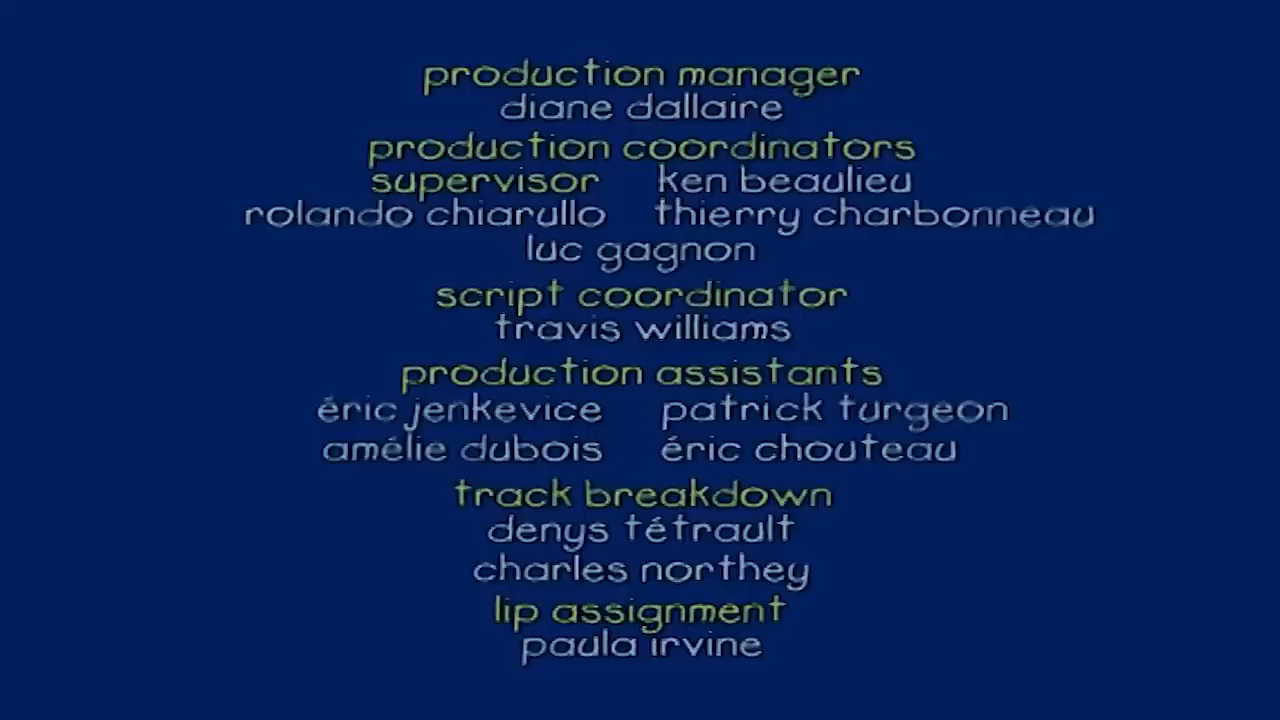 production manager
diane dallaire
production coordinators
supervisor ken beaulieu
rolando chiarullo thierry charbonneau
luc gagnon
script coordinator
travis williams
production assistants
éric jenkevice patrick turgeon
amélie dubois éric chouteau
track breakdown
denys tétrault
charles northey
lip assignment
paula irvine